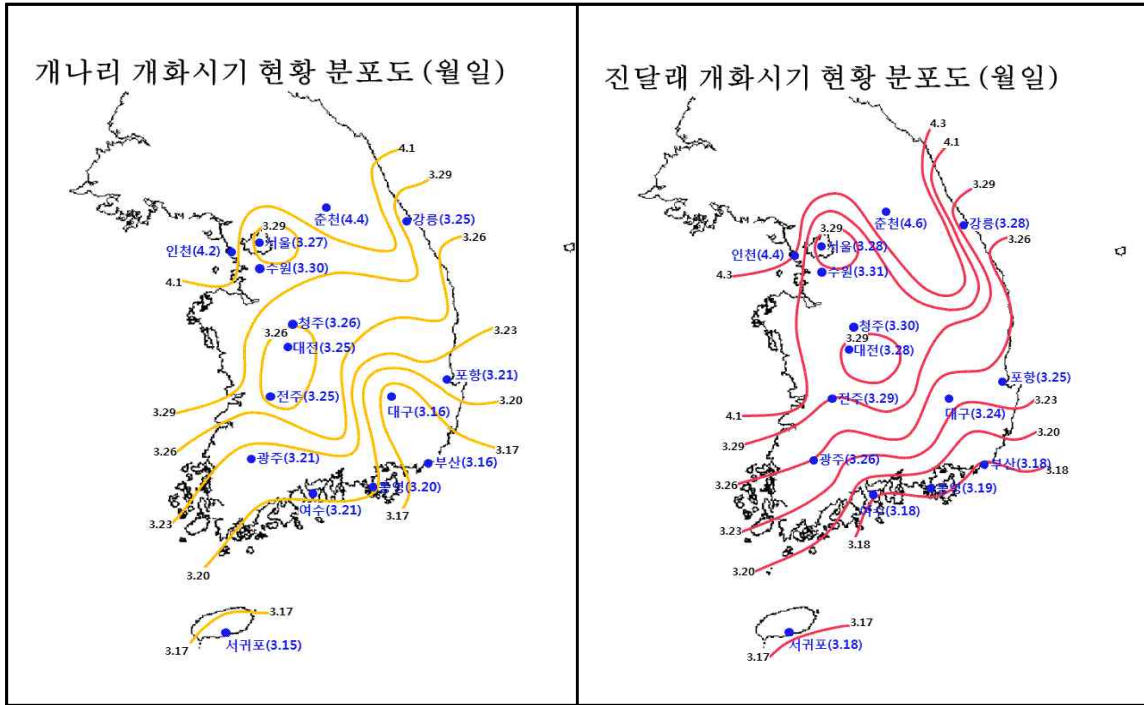 개나리 개화시기 현황 분포도 (월일)
4.1
3.29
춘천(4.4)
3.29
강릉(3.25)
서울(3.27)
3.26
인천(4.2)
수원(3.30)
4.1
청주(3.26)
3.26
3.23
대전(3.25)
포항(3.21)
전주(3.25)
대구(3.16)
3.20
3.29
3.26
3.17
광주(3.21)
부산(3.16)
통영(3.20)
여수(3.21)
3.17
3.23
3.20
3.17
서귀포(3.15)
3.17
진달래 개화시기 현황 분포도 (월일)
4.3
4.1
3.29
춘천(4.6)
3.29
강릉(3.28)
서울(3.28)
3.26
인천(4.4)
수원(3.31)
4.3
청주(3.30)
3.29
대전(3.28)
포항(3.25)
전주(3.29)
대구(3.24)
3.23
4.1
3.20
3.29
광주(3.26)
부산(3.18)
3.18
3.26
통영(3.19)
여수(3.18)
3.23
3.18
3.20
3.17
서귀포(3.18)
3.17